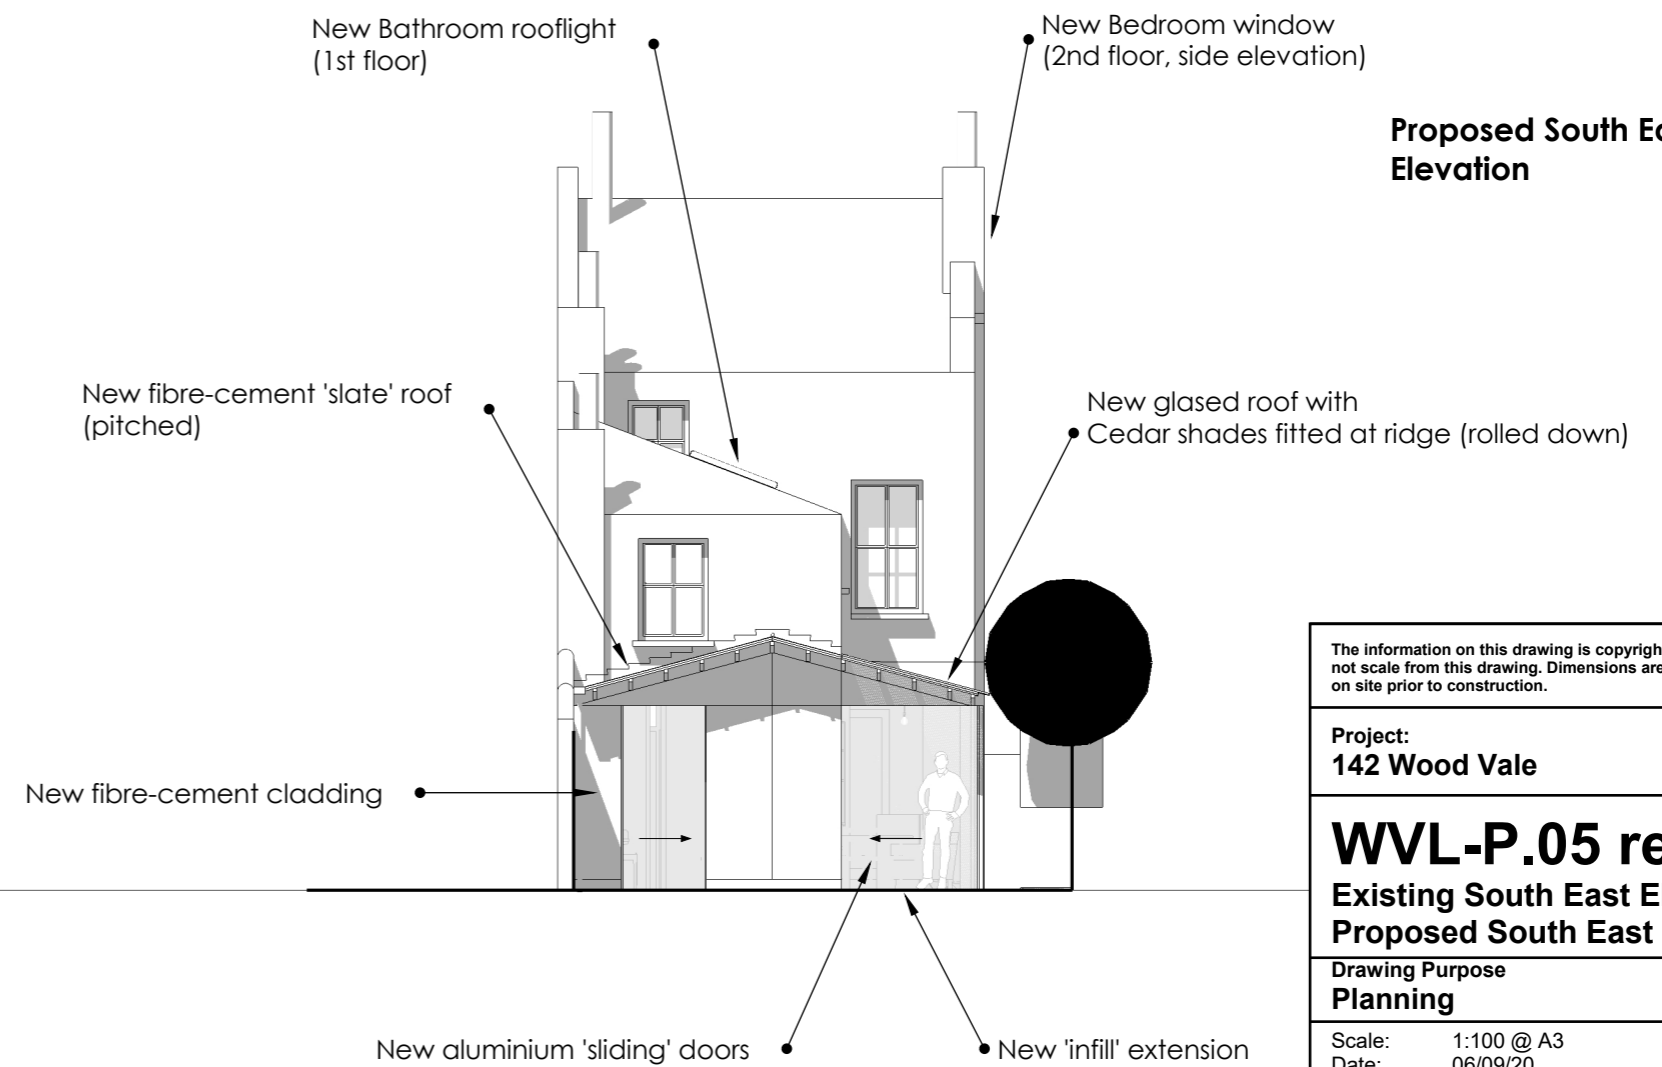 New Bathroom rooflight
(1st floor)
New Bedroom window
(2nd floor, side elevation)
Proposed South Ea
Elevation
New fibre-cement 'slate' roof
(pitched)
New glased roof with
Cedar shades fitted at ridge (rolled down)
The information on this drawing is copyrigh
not scale from this drawing. Dimensions are
on site prior to construction.
Project:
142 Wood Vale
New fibre-cement cladding
WVL-P.05 re
Existing South East E
Proposed South East
Drawing Purpose
Planning
New aluminium 'sliding' doors
New 'infill' extension
Scale: 1:100 @ A3
Date: 06/09/20